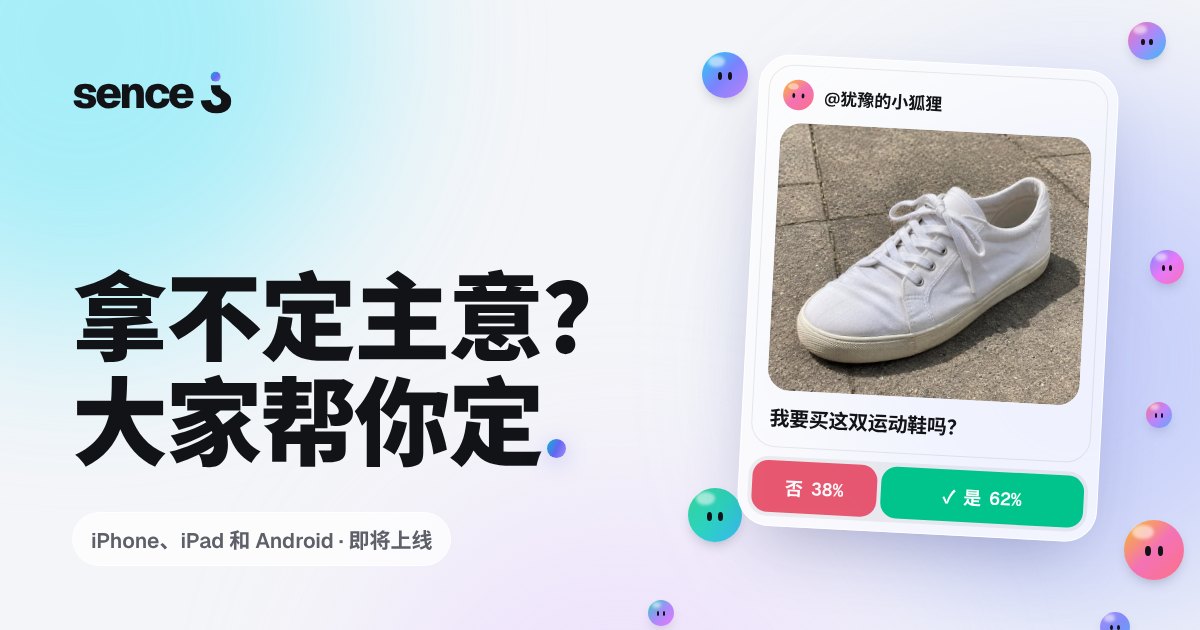 sence
拿不定主意？
大家帮你定
iPhone、iPad 和 Android · 即将上线
@犹豫的小狐狸
我要买这双运动鞋吗？
否 38%
✓ 是 62%